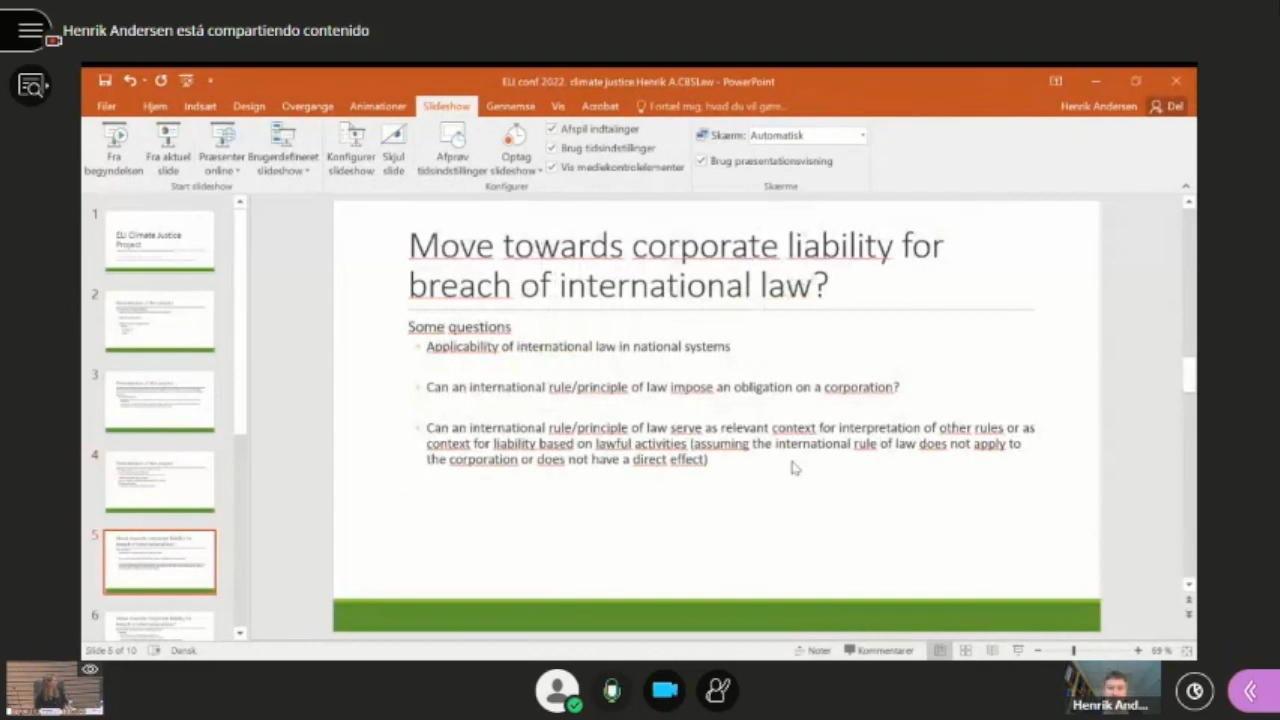 Henrik Andersen está compartiendo contenido
ELI conf 2022. climate justice.Henrik A.CBSLaw - PowerPoint
Filer Hjem Indsæt Design Overgange Animationer Slideshow Gennemse Vis Acrobat Fortæl mig, hvad du vil gøre... Henrik Andersen Del
Fra begyndelsen
Fra aktuel slide
Præsenter online
Brugerdefineret slideshow
Konfigurer slideshow
Skjul slide
Afprøv tidsindstillinger
Optag slideshow
Afspil indtalinger
Brug tidsindstillinger
Vis mediekontrolelementer
Skærm: Automatisk
Brug præsentationsvisning
Start slideshow
Konfigurer
Skærme
1
ELI Climate Justice
Project
2
3
4
5
6
Move towards corporate liability for
breach of international law?
Some questions
Applicability of international law in national systems
Can an international rule/principle of law impose an obligation on a corporation?
Can an international rule/principle of law serve as relevant context for interpretation of other rules or as
context for liability based on lawful activities (assuming the international rule of law does not apply to
the corporation or does not have a direct effect)
Slide 5 of 10 Dansk
Noter Kommentarer 69 %
Henrik And...